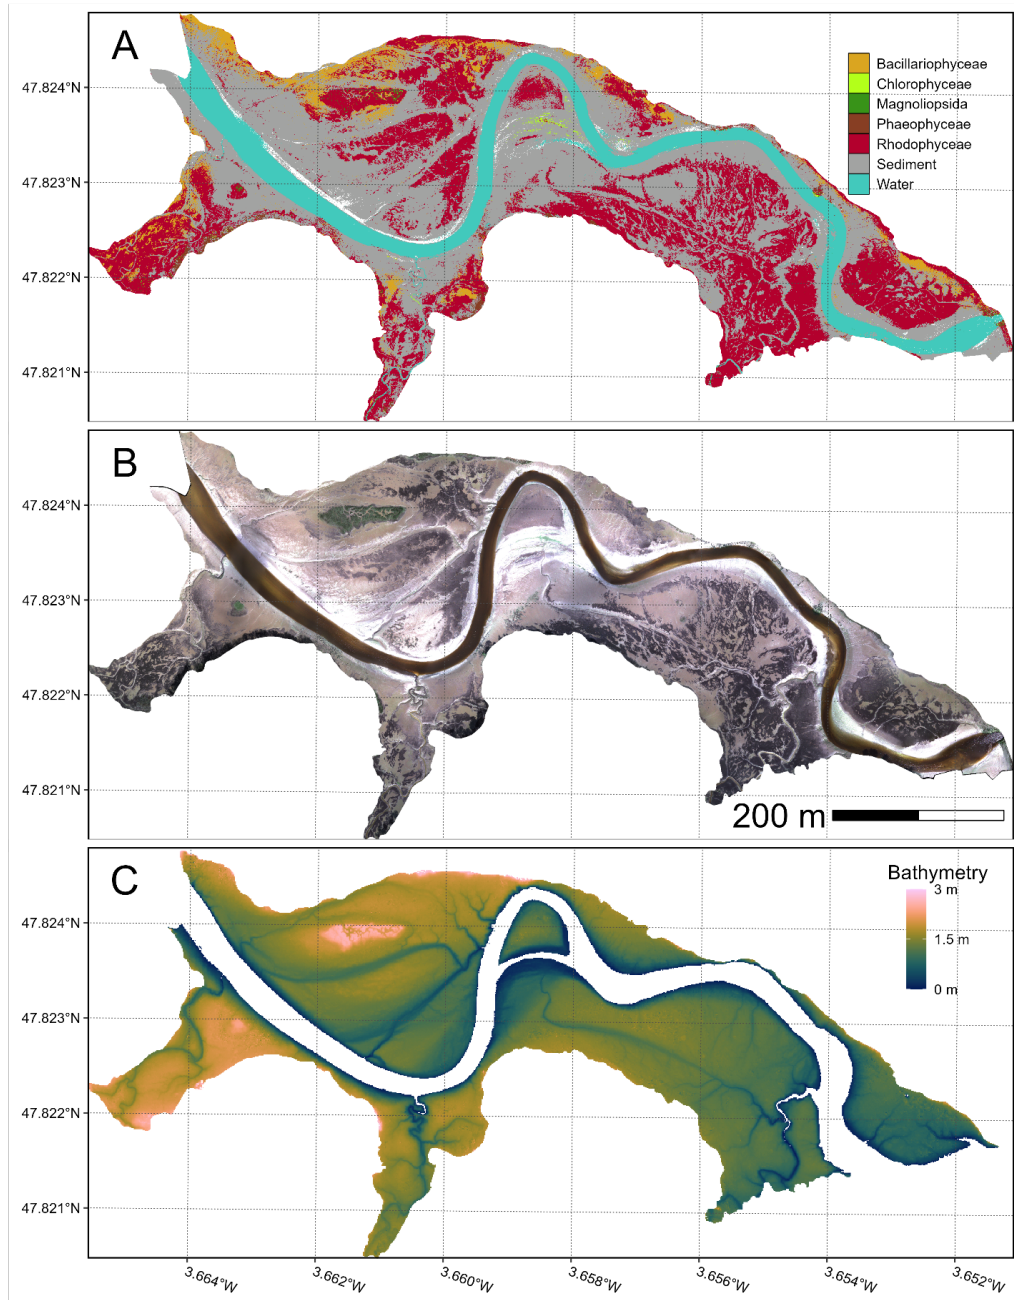 A
Bacillariophyceae
Chlorophyceae
Magnoliopsida
Phaeophyceae
Rhodophyceae
Sediment
Water
47.824°N
47.823°N
47.822°N
47.821°N
B
47.824°N
47.823°N
47.822°N
47.821°N
200 m
C
Bathymetry
3 m
1.5 m
0 m
47.824°N
47.823°N
47.822°N
47.821°N
3.664°W 3.662°W 3.660°W 3.658°W 3.656°W 3.654°W 3.652°W